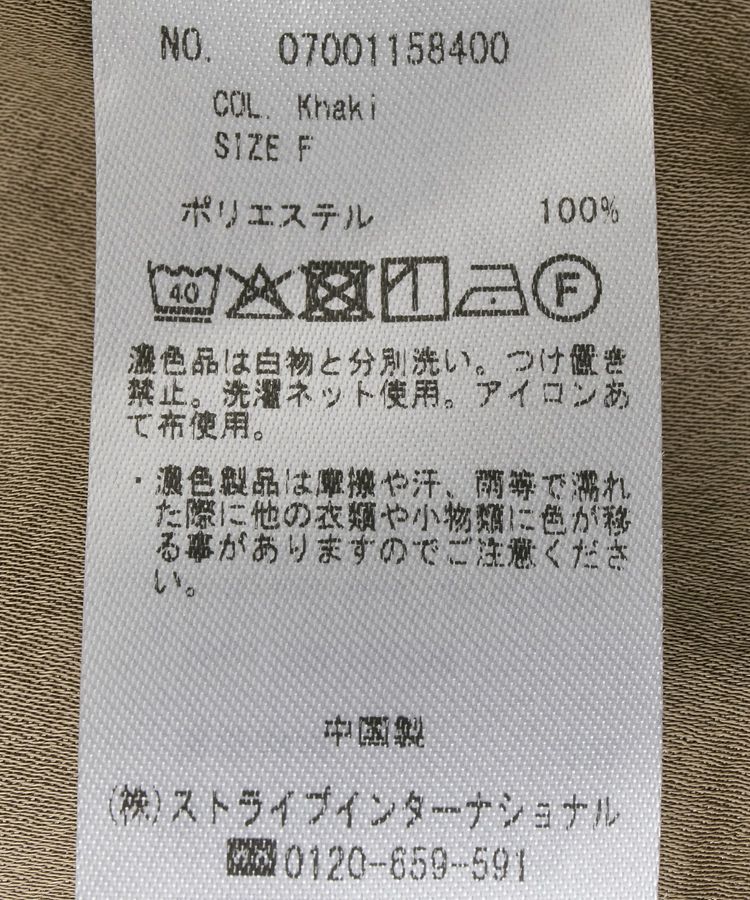 NO. 07001158400
COL. Khaki
SIZE F
ポリエステル 100%
40 F
濃色品は白物と分別洗い。つけ置き
禁止。洗濯ネット使用。アイロンあ
て布使用。
・濃色製品は摩擦や汗、雨等で濡れ
た際に他の衣類や小物類に色が移
る事がありますのでご注意くださ
い。
中国製
(株)ストライプインターナショナル
0120-659-591